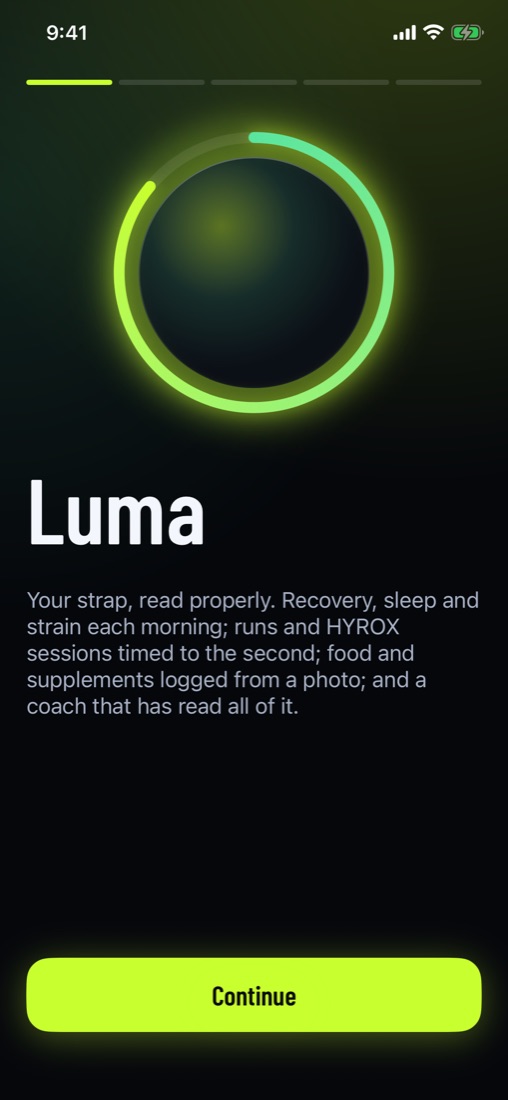 9:41
Luma
Your strap, read properly. Recovery, sleep and
strain each morning; runs and HYROX
sessions timed to the second; food and
supplements logged from a photo; and a
coach that has read all of it.
Continue